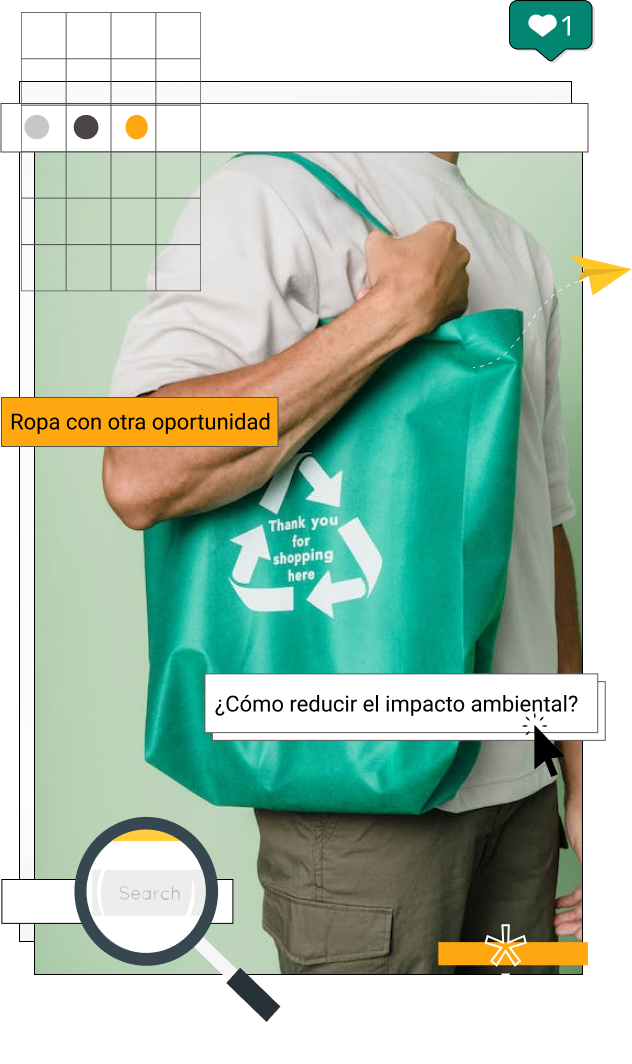 1
Ropa con otra oportunidad
Thank you
for
shopping
here
¿Cómo reducir el impacto ambiental?
Search